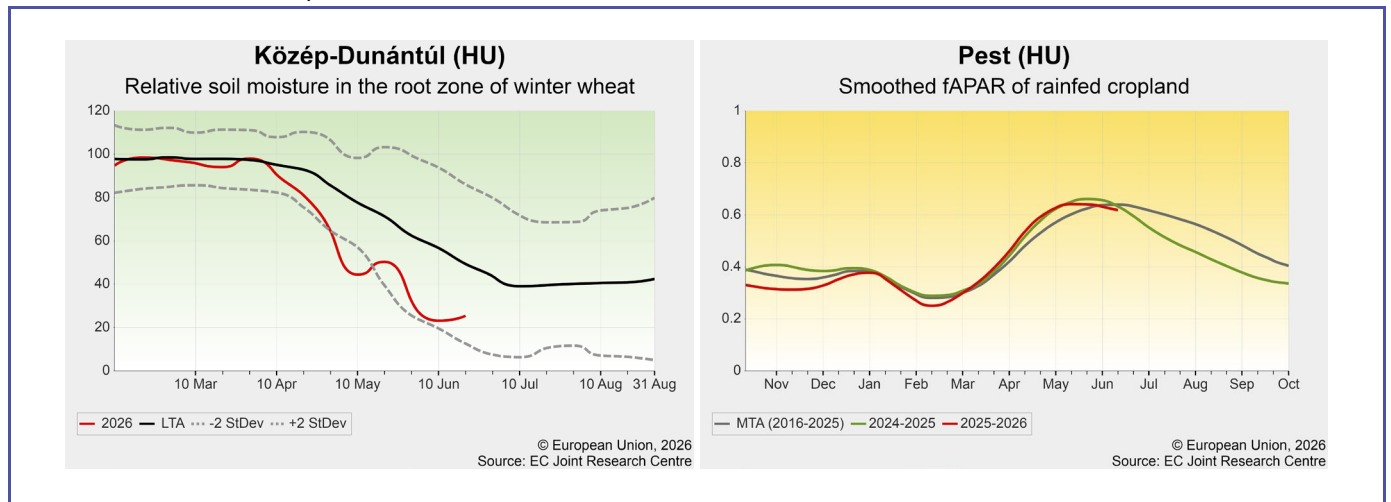 Közép-Dunántúl (HU)
Relative soil moisture in the root zone of winter wheat
120
100
80
60
40
20
0
10 Mar
10 Apr
10 May
10 Jun
10 Jul
10 Aug
31 Aug
2026
LTA
-2 StDev
+2 StDev
© European Union, 2026
Source: EC Joint Research Centre
Pest (HU)
Smoothed fAPAR of rainfed cropland
1
0.8
0.6
0.4
0.2
0
Nov
Dec
Jan
Feb
Mar
Apr
May
Jun
Jul
Aug
Sep
Oct
MTA (2016-2025)
2024-2025
2025-2026
© European Union, 2026
Source: EC Joint Research Centre